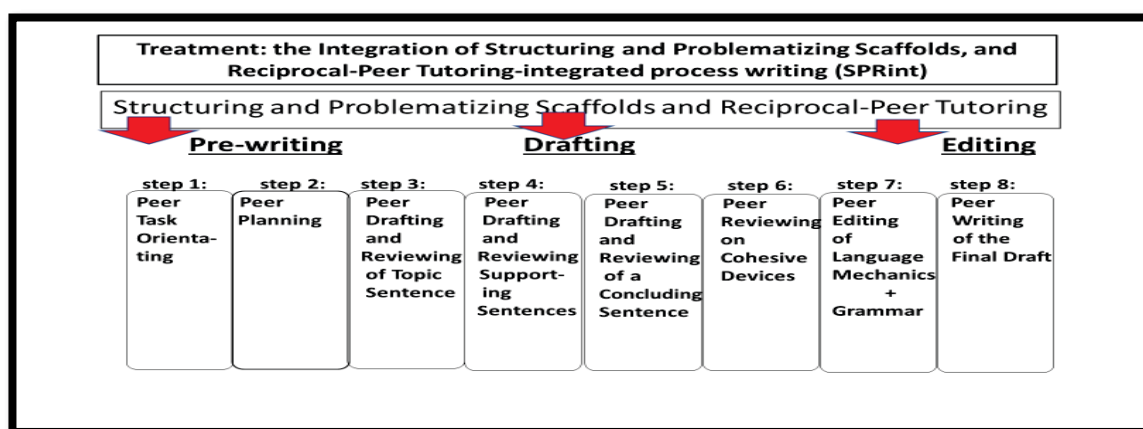 Treatment: the Integration of Structuring and Problematizing Scaffolds, and
Reciprocal-Peer Tutoring-integrated process writing (SPRint)
Structuring and Problematizing Scaffolds and Reciprocal-Peer Tutoring
Pre-writing
Drafting
Editing
step 1:
Peer
Task
Orienta-
ting
step 2:
Peer
Planning
step 3:
Peer
Drafting
and
Reviewing
of Topic
Sentence
step 4:
Peer
Drafting
and
Reviewing
Support-
ing
Sentences
step 5:
Peer
Drafting
and
Reviewing
of a
Concluding
Sentence
step 6:
Peer
Reviewing
on
Cohesive
Devices
step 7:
Peer
Editing
of
Language
Mechanics
+
Grammar
step 8:
Peer
Writing
of the
Final Draft